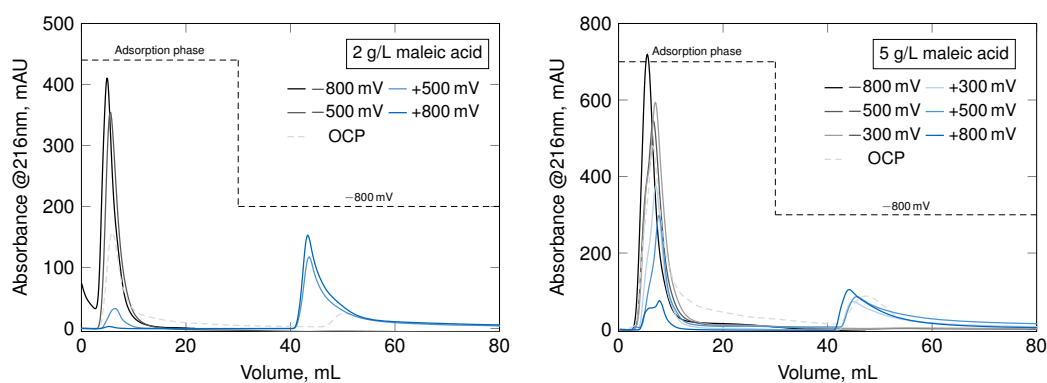 500
400
300
200
100
0
0
20
40
60
80
Absorbance @216nm, mAU
Volume, mL
Adsorption phase
2 g/L maleic acid
−800 mV
+500 mV
−500 mV
+800 mV
OCP
−800 mV
800
600
400
200
0
0
20
40
60
80
Absorbance @216nm, mAU
Volume, mL
Adsorption phase
5 g/L maleic acid
−800 mV
+300 mV
−500 mV
+500 mV
−300 mV
+800 mV
OCP
−800 mV